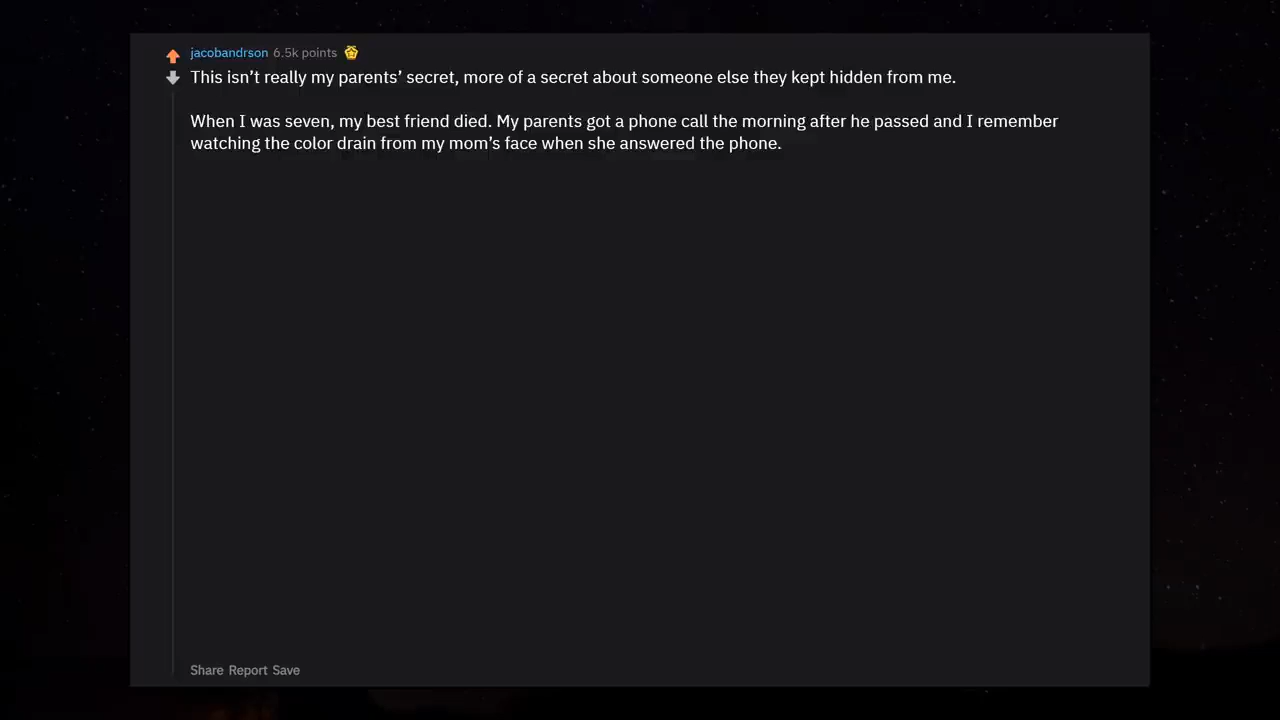 jacobandrson 6.5k points
This isn’t really my parents’ secret, more of a secret about someone else they kept hidden from me.
When I was seven, my best friend died. My parents got a phone call the morning after he passed and I remember
watching the color drain from my mom’s face when she answered the phone.
Share Report Save